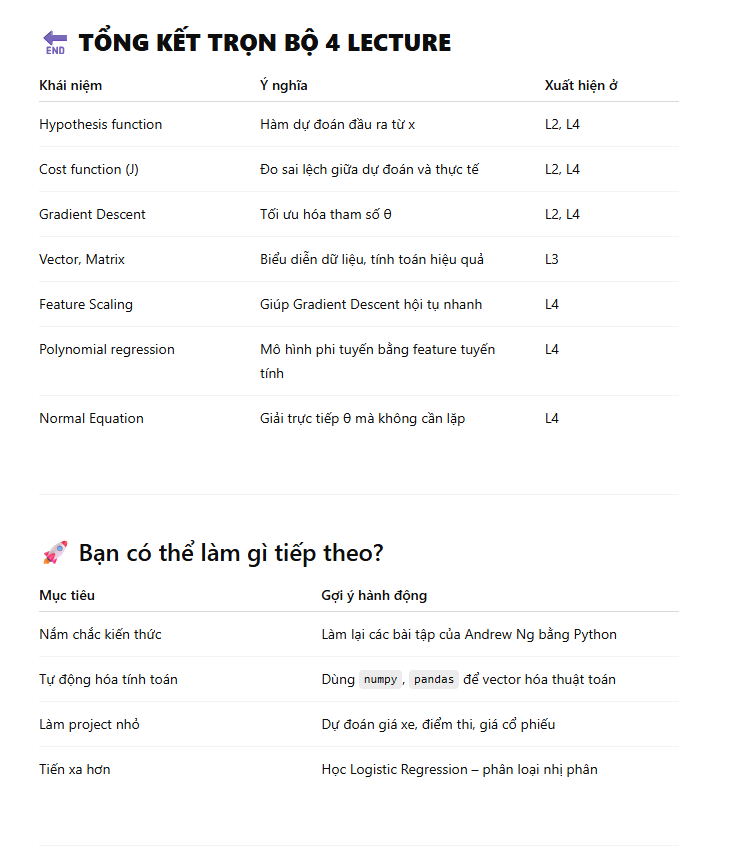 END TỔNG KẾT TRỌN BỘ 4 LECTURE
Khái niệm Ý nghĩa Xuất hiện ở
Hypothesis function Hàm dự đoán đầu ra từ x L2, L4
Cost function (J) Đo sai lệch giữa dự đoán và thực tế L2, L4
Gradient Descent Tối ưu hóa tham số θ L2, L4
Vector, Matrix Biểu diễn dữ liệu, tính toán hiệu quả L3
Feature Scaling Giúp Gradient Descent hội tụ nhanh L4
Polynomial regression Mô hình phi tuyến bằng feature tuyến L4
tính
Normal Equation Giải trực tiếp θ mà không cần lặp L4
🚀 Bạn có thể làm gì tiếp theo?
Mục tiêu Gợi ý hành động
Nắm chắc kiến thức Làm lại các bài tập của Andrew Ng bằng Python
Tự động hóa tính toán Dùng numpy, pandas để vector hóa thuật toán
Làm project nhỏ Dự đoán giá xe, điểm thi, giá cổ phiếu
Tiến xa hơn Học Logistic Regression – phân loại nhị phân